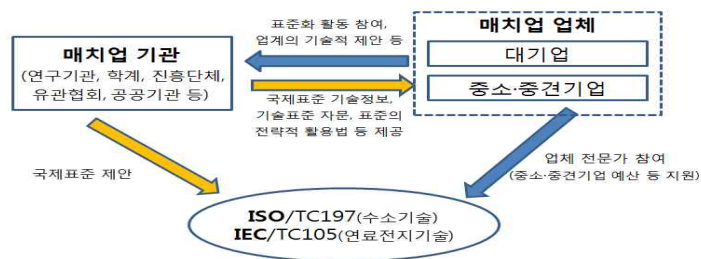 표준화 활동 참여,
업계의 기술적 제안 등
매치업 업체
대기업
중소·중견기업
매치업 기관
(연구기관, 학계, 진흥단체,
유관협회, 공공기관 등)
국제표준 기술정보,
기술표준 자문, 표준의
전략적 활용법 등 제공
국제표준 제안
업체 전문가 참여
(중소·중견기업 예산 등 지원)
ISO/TC197(수소기술)
IEC/TC105(연료전지기술)